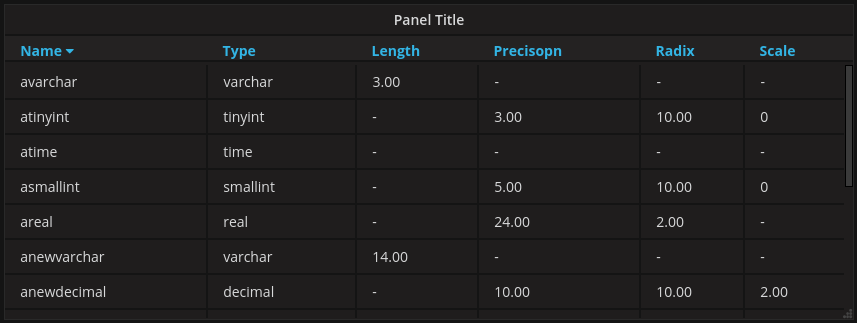 Panel Title
Name Type Length Precisopn Radix Scale
avarchar varchar 3.00 - - -
atinyint tinyint - 3.00 10.00 0
atime time - - - -
asmallint smallint - 5.00 10.00 0
areal real - 24.00 2.00 -
anewvarchar varchar 14.00 - - -
anewdecimal decimal - 10.00 10.00 2.00